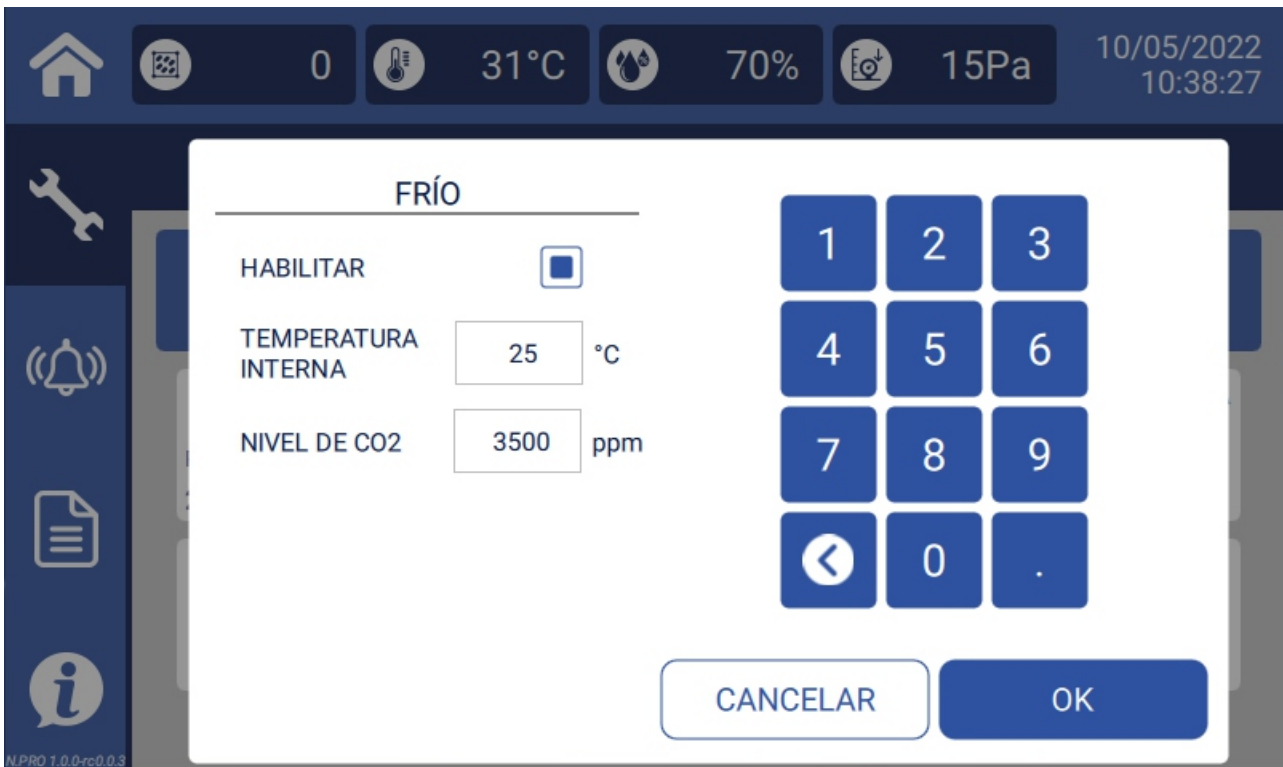 0
31°C
70%
15Pa
10/05/2022
10:38:27
FRÍO
HABILITAR
TEMPERATURA
INTERNA
25
°C
NIVEL DE CO2
3500
ppm
1 2 3
4 5 6
7 8 9
0 .
CANCELAR
OK
N.PRO 1.0.0-rc0.0.3